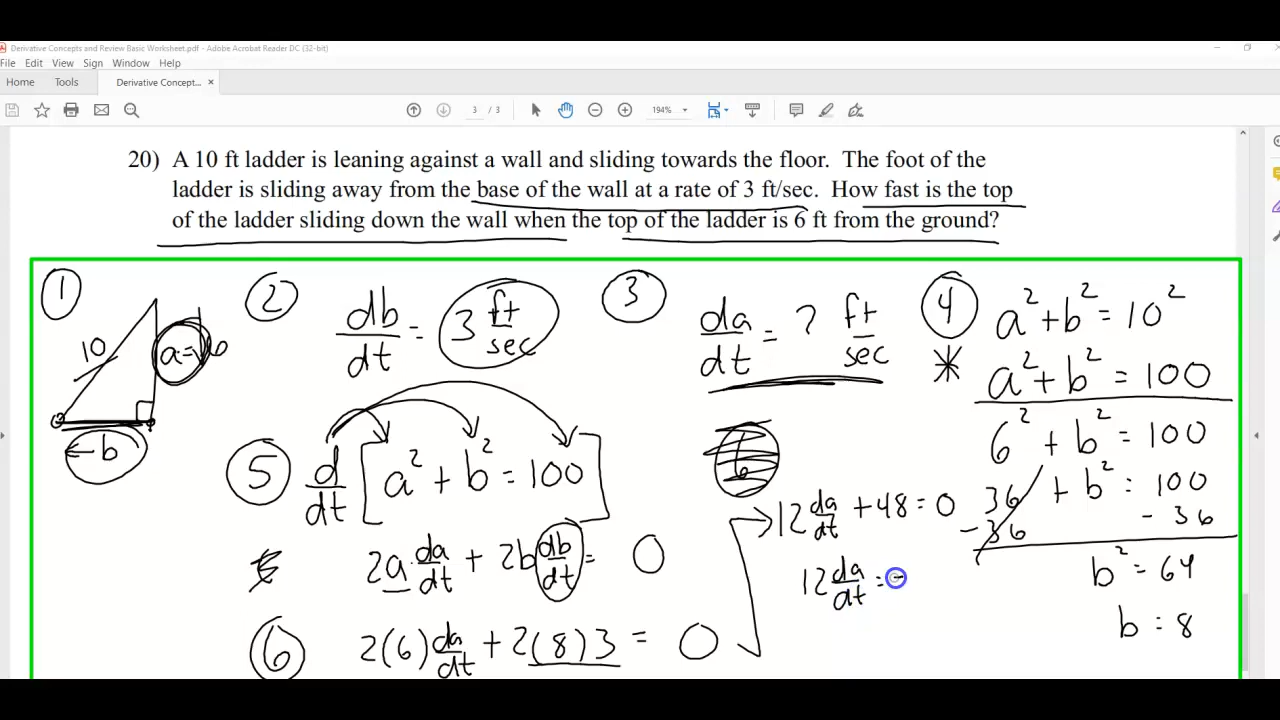 Derivative Concepts and Review Basic Worksheet.pdf - Adobe Acrobat Reader DC (32-bit)
File Edit View Sign Window Help
Home Tools Derivative Concept... ×
3 / 3 194%
20) A 10 ft ladder is leaning against a wall and sliding towards the floor. The foot of the
ladder is sliding away from the base of the wall at a rate of 3 ft/sec. How fast is the top
of the ladder sliding down the wall when the top of the ladder is 6 ft from the ground?
1
10
a = 6
b
2
db/dt = 3 ft/sec
3
da/dt = ? ft/sec
4
a² + b² = 10²
a² + b² = 100
6² + b² = 100
36 + b² = 100
- 36 - 36
b² = 64
b = 8
5
d/dt [a² + b² = 100]
2a · da/dt + 2b db/dt = 0
6
2(6) da/dt + 2(8)3 = 0
12 da/dt + 48 = 0
12 da/dt = -